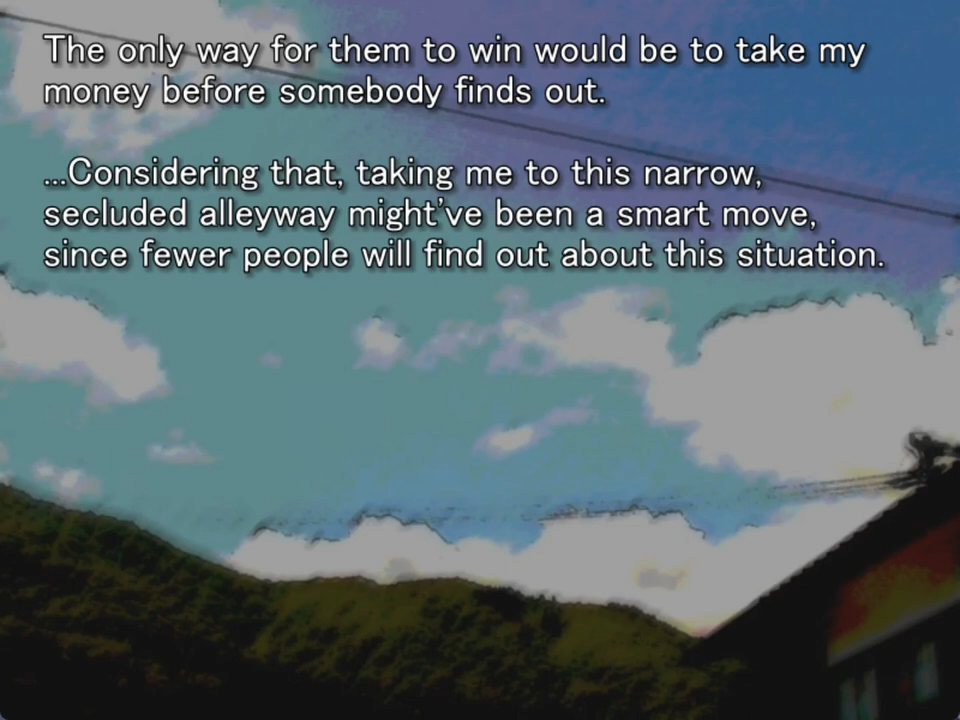 The only way for them to win would be to take my
money before somebody finds out.
...Considering that, taking me to this narrow,
secluded alleyway might've been a smart move,
since fewer people will find out about this situation.